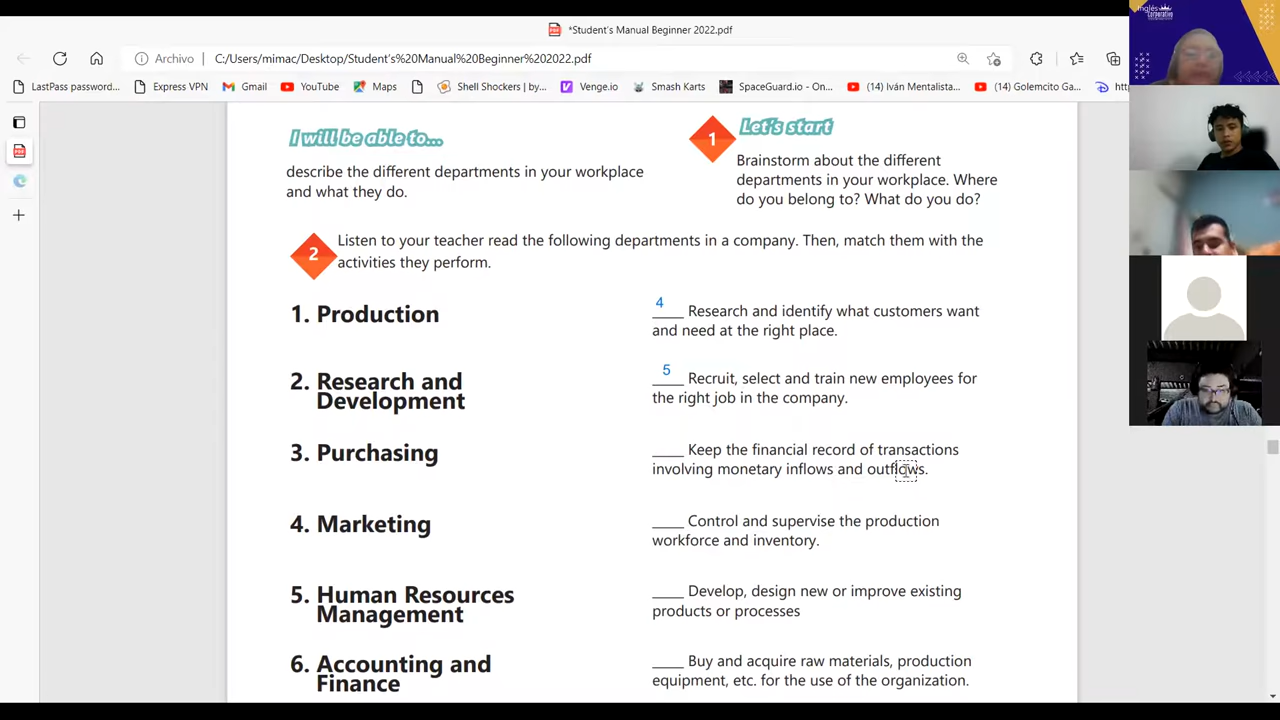 *Student's Manual Beginner 2022.pdf
Archivo C:/Users/mimac/Desktop/Student's%20Manual%20Beginner%202022.pdf
LastPass password... Express VPN Gmail YouTube Maps Shell Shockers | by... Venge.io Smash Karts SpaceGuard.io - On... (14) Iván Mentalista... (14) Golemcito Ga...
Inglés
Corporativo
I will be able to...
describe the different departments in your workplace
and what they do.
1
Let's start
Brainstorm about the different
departments in your workplace. Where
do you belong to? What do you do?
2
Listen to your teacher read the following departments in a company. Then, match them with the
activities they perform.
1. Production
4
____ Research and identify what customers want
and need at the right place.
2. Research and
Development
5
____ Recruit, select and train new employees for
the right job in the company.
3. Purchasing
____ Keep the financial record of transactions
involving monetary inflows and outflows.
4. Marketing
____ Control and supervise the production
workforce and inventory.
5. Human Resources
Management
____ Develop, design new or improve existing
products or processes
6. Accounting and
Finance
____ Buy and acquire raw materials, production
equipment, etc. for the use of the organization.